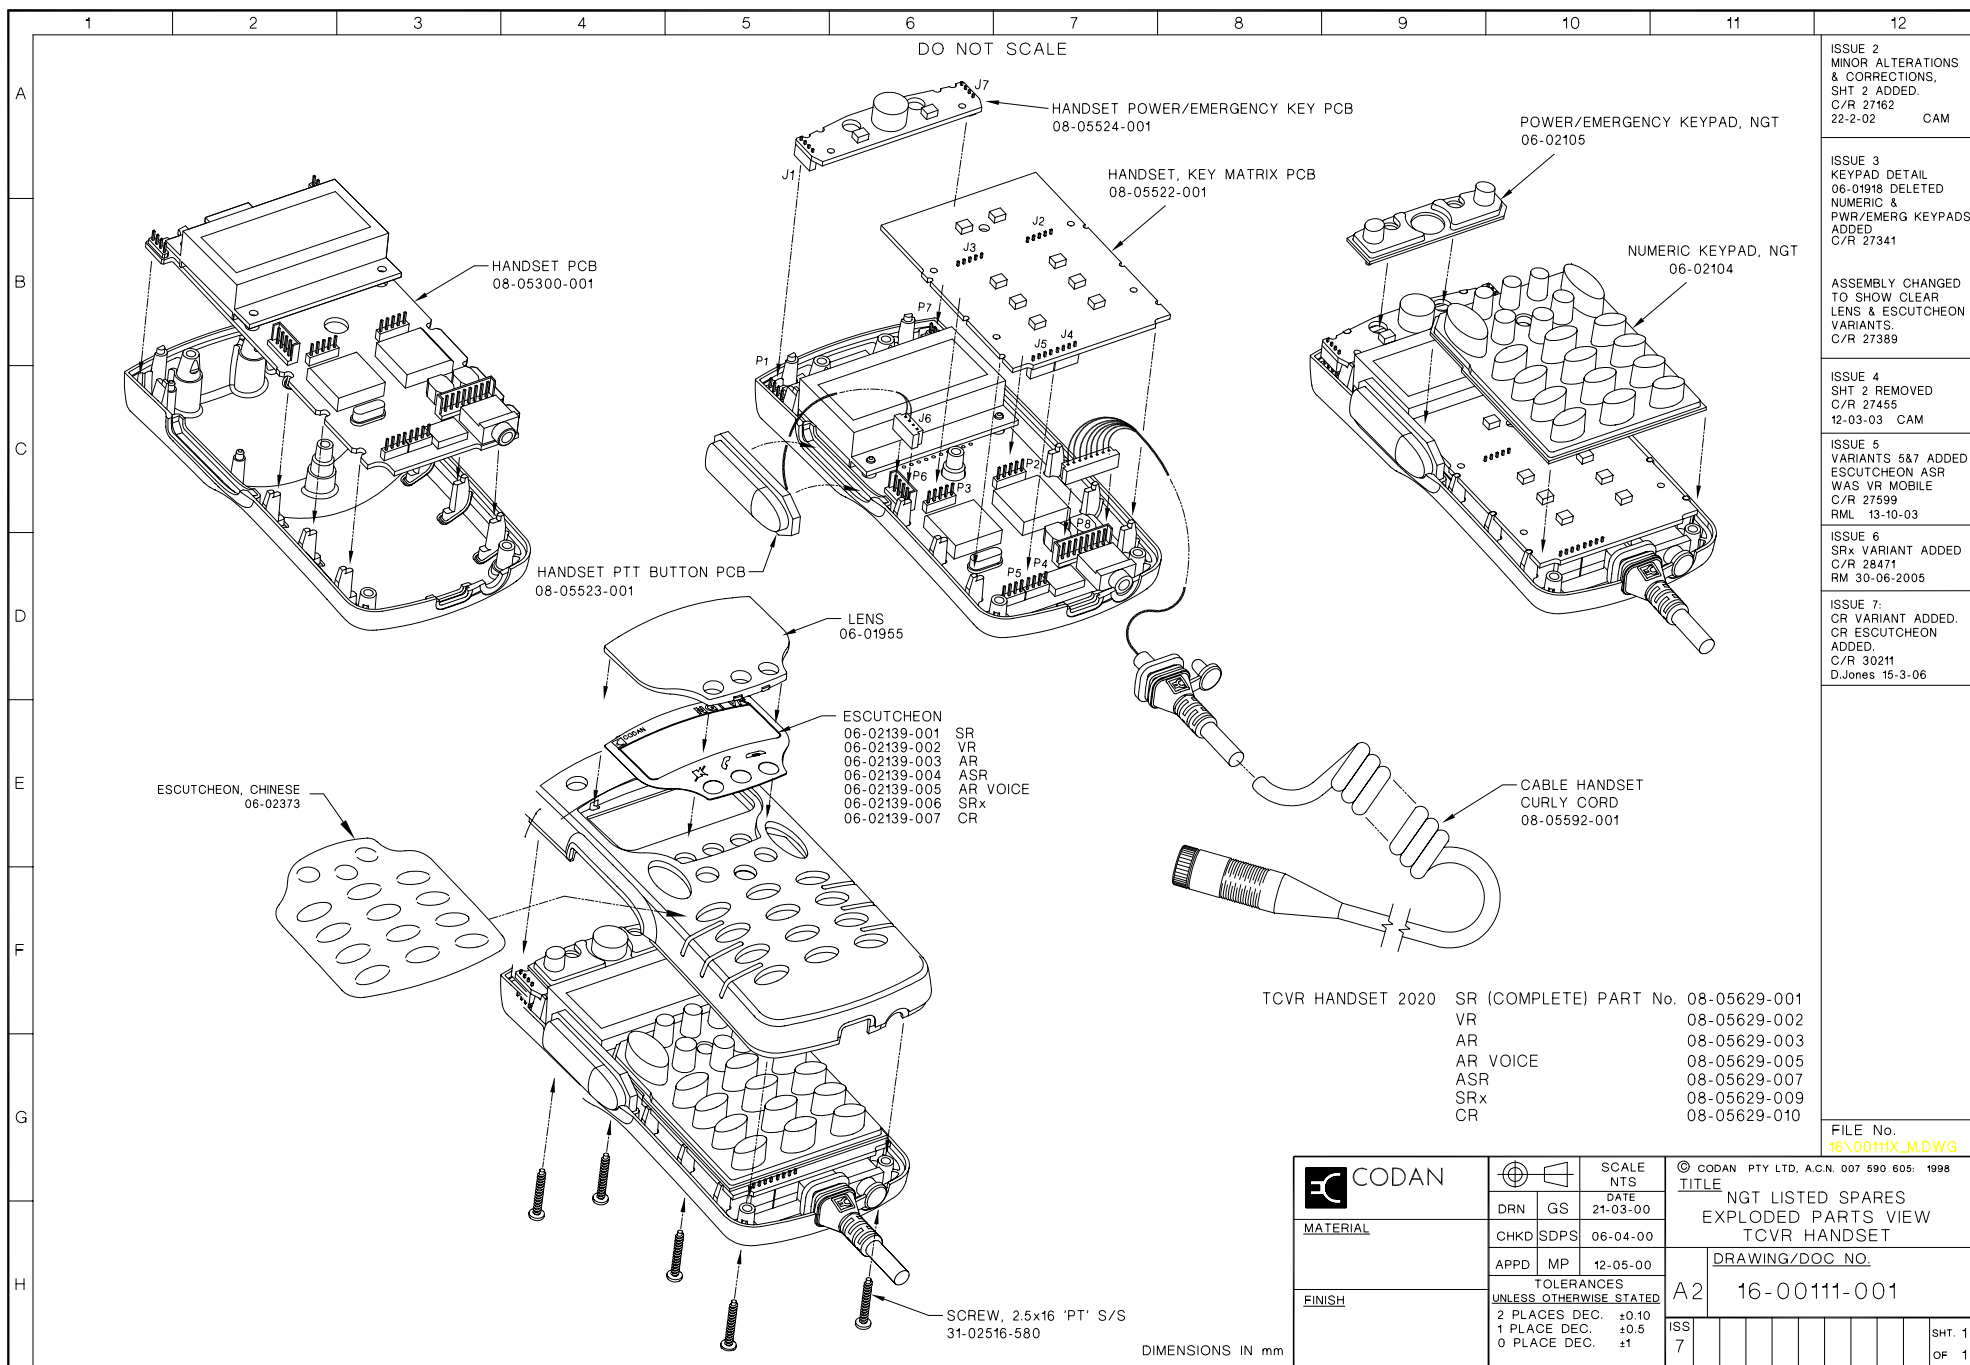 1 2 3 4 5 6 7 8 9 10 11 12
A
B
C
D
E
F
G
H
DO NOT SCALE
J7
J1
HANDSET POWER/EMERGENCY KEY PCB
08-05524-001
HANDSET, KEY MATRIX PCB
08-05522-001
J2
J3
J4
J5
HANDSET PCB
08-05300-001
POWER/EMERGENCY KEYPAD, NGT
06-02105
NUMERIC KEYPAD, NGT
06-02104
P7
P1
J6
P6
P3
P2
P8
P5
P4
HANDSET PTT BUTTON PCB
08-05523-001
LENS
06-01955
CODAN
ESCUTCHEON
06-02139-001 SR
06-02139-002 VR
06-02139-003 AR
06-02139-004 ASR
06-02139-005 AR VOICE
06-02139-006 SRx
06-02139-007 CR
ESCUTCHEON, CHINESE
06-02373
CABLE HANDSET
CURLY CORD
08-05592-001
TCVR HANDSET 2020 SR (COMPLETE) PART No. 08-05629-001
VR 08-05629-002
AR 08-05629-003
AR VOICE 08-05629-005
ASR 08-05629-007
SRx 08-05629-009
CR 08-05629-010
SCREW, 2.5x16 'PT' S/S
31-02516-580
DIMENSIONS IN mm
ISSUE 2
MINOR ALTERATIONS
& CORRECTIONS,
SHT 2 ADDED.
C/R 27162
22-2-02 CAM
ISSUE 3
KEYPAD DETAIL
06-01918 DELETED
NUMERIC &
PWR/EMERG KEYPADS
ADDED
C/R 27341
ASSEMBLY CHANGED
TO SHOW CLEAR
LENS & ESCUTCHEON
VARIANTS.
C/R 27389
ISSUE 4
SHT 2 REMOVED
C/R 27455
12-03-03 CAM
ISSUE 5
VARIANTS 5&7 ADDED
ESCUTCHEON ASR
WAS VR MOBILE
C/R 27599
RML 13-10-03
ISSUE 6
SRx VARIANT ADDED
C/R 28471
RM 30-06-2005
ISSUE 7:
CR VARIANT ADDED.
CR ESCUTCHEON
ADDED.
C/R 30211
D.Jones 15-3-06
FILE No.
16\00111X_M.DWG
CODAN
MATERIAL
FINISH
SCALE
NTS
DRN GS DATE
21-03-00
CHKD SDPS 06-04-00
APPD MP 12-05-00
TOLERANCES
UNLESS OTHERWISE STATED
2 PLACES DEC. ±0.10
1 PLACE DEC. ±0.5
0 PLACE DEC. ±1
© CODAN PTY LTD, A.C.N. 007 590 605: 1998
TITLE
NGT LISTED SPARES
EXPLODED PARTS VIEW
TCVR HANDSET
DRAWING/DOC NO.
A2 16-00111-001
ISS
7
SHT. 1
OF 1